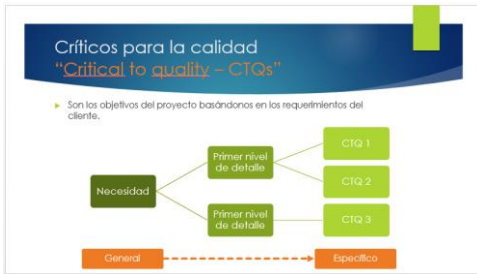 Críticos para la calidad
“Critical to quality – CTQs”
Son los objetivos del proyecto basándonos en los requerimientos del
cliente.
Necesidad
Primer nivel
de detalle
Primer nivel
de detalle
CTQ 1
CTQ 2
CTQ 3
General
Específico